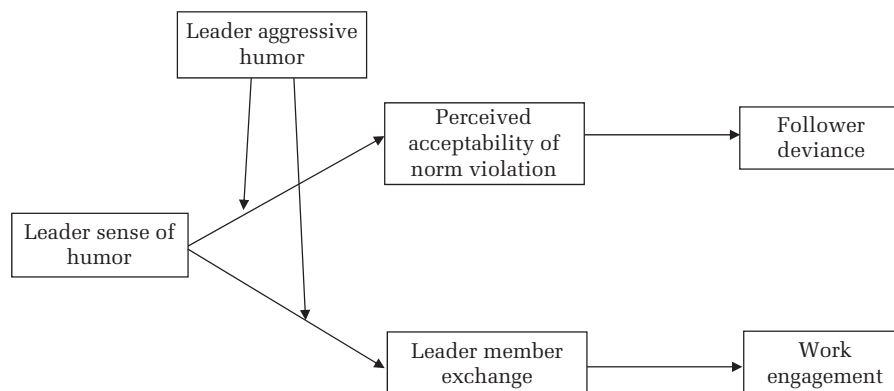 Leader aggressive
humor
Perceived
acceptability of
norm violation
Follower
deviance
Leader sense of
humor
Leader member
exchange
Work
engagement